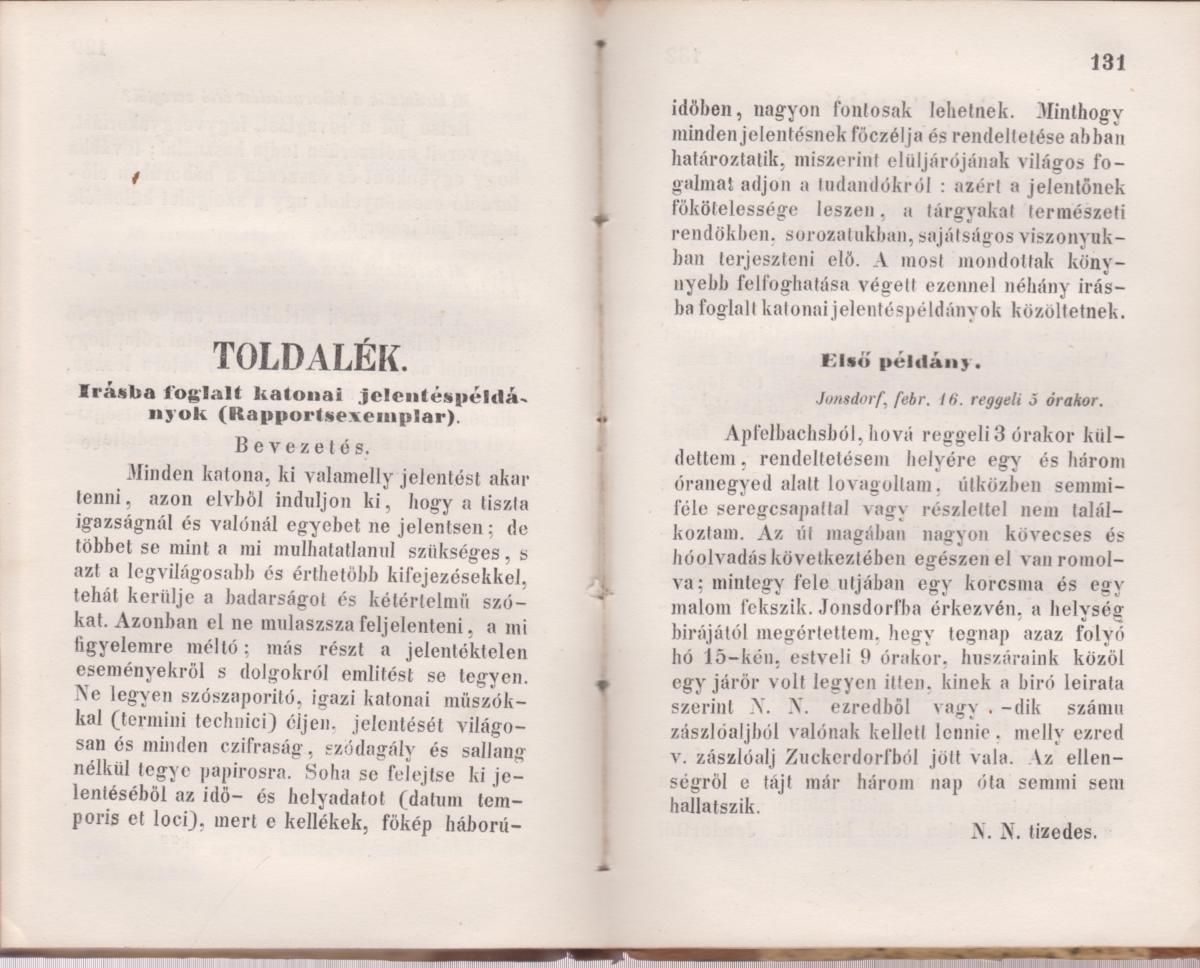 TOLDALÉK.
Irásba foglalt katonai jelentéspéldá-
nyok (Rapportsexemplar).
Bevezetés.
Minden katona, ki valamelly jelentést akar
tenni, azon elvből induljon ki, hogy a tiszta
igazságnál és valónál egyebet ne jelentsen; de
többet se mint a mi mulhatatlanul szükséges, s
azt a legvilágosabb és érthetőbb kifejezésekkel,
tehát kerülje a badarságot és kétértelmű szó-
kat. Azonban el ne mulaszsza feljelenteni, a mi
figyelemre méltó; más részt a jelentéktelen
eseményekről s dolgokról emlitést se tegyen.
Ne legyen szószaporitó, igazi katonai műszók-
kal (termini technici) éljen, jelentését világo-
san és minden czifraság, szódagály és sallang
nélkül tegye papirosra. Soha se felejtse ki je-
lentéséből az idő- és helyadatot (datum tem-
poris et loci), mert e kellékek, főkép háború-
131
időben, nagyon fontosak lehetnek. Minthogy
minden jelentésnek főczélja és rendeltetése abban
határoztatik, miszerint elüljárójának világos fo-
galmat adjon a tudandókról : azért a jelentőnek
főkötelessége leszen, a tárgyakat természeti
rendökben, sorozatukban, sajátságos viszonyuk-
ban terjeszteni elő. A most mondottak köny-
nyebb felfoghatása végett ezennel néhány irás-
ba foglalt katonai jelentéspéldányok közöltetnek.
Első példány.
Jonsdorf, febr. 16. reggeli 5 órakor.
Apfelbachsból, hová reggeli 3 órakor kül-
dettem, rendeltetésem helyére egy és három
óranegyed alatt lovagoltam, útközben semmi-
féle seregcsapattal vagy részlettel nem talál-
koztam. Az út magában nagyon kövecses és
hóolvadás következtében egészen el van romol-
va; mintegy fele utjában egy korcsma és egy
malom fekszik. Jonsdorfba érkezvén, a helység
birájától megértettem, hegy tegnap azaz folyó
hó 15-kén, estveli 9 órakor, huszáraink közől
egy járőr volt legyen itten, kinek a biró leirata
szerint N. N. ezredből vagy . -dik számu
zászlóaljból valónak kellett lennie, melly ezred
v. zászlóalj Zuckerdorfból jött vala. Az ellen-
ségről e tájt már három nap óta semmi sem
hallatszik.
N. N. tizedes.